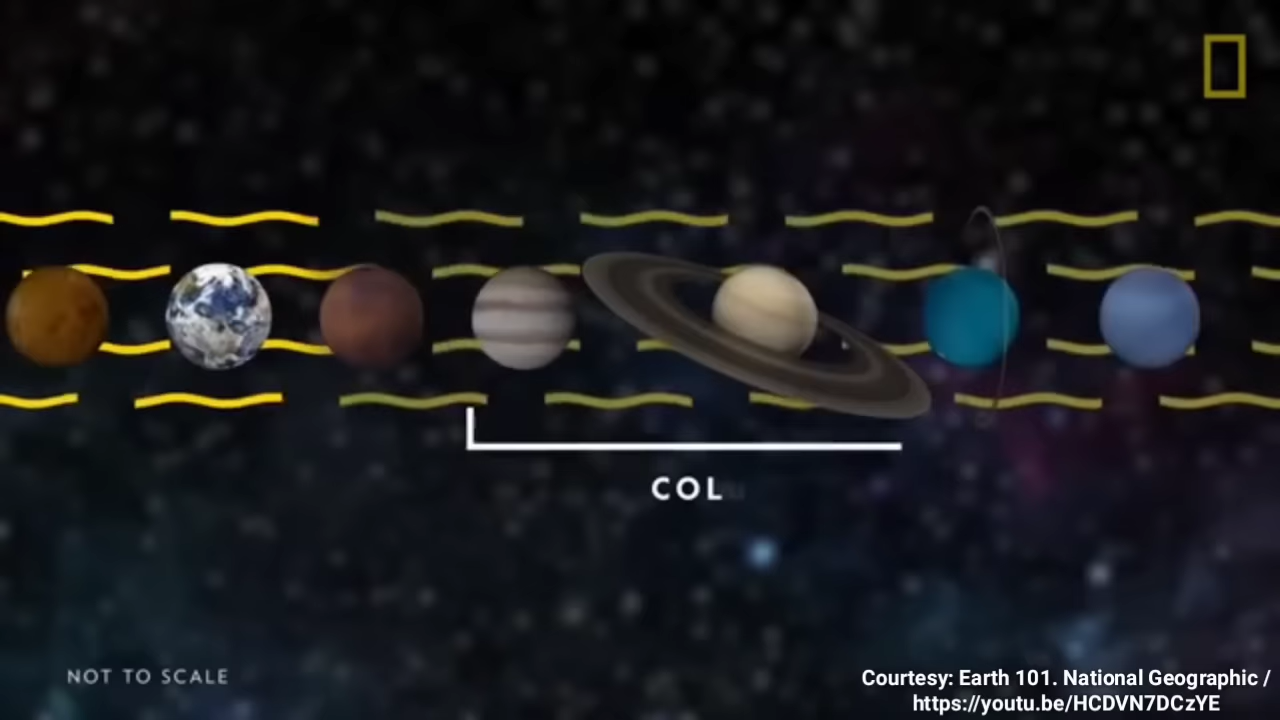 COL
NOT TO SCALE
Courtesy: Earth 101. National Geographic /
https://youtu.be/HCDVN7DCzYE